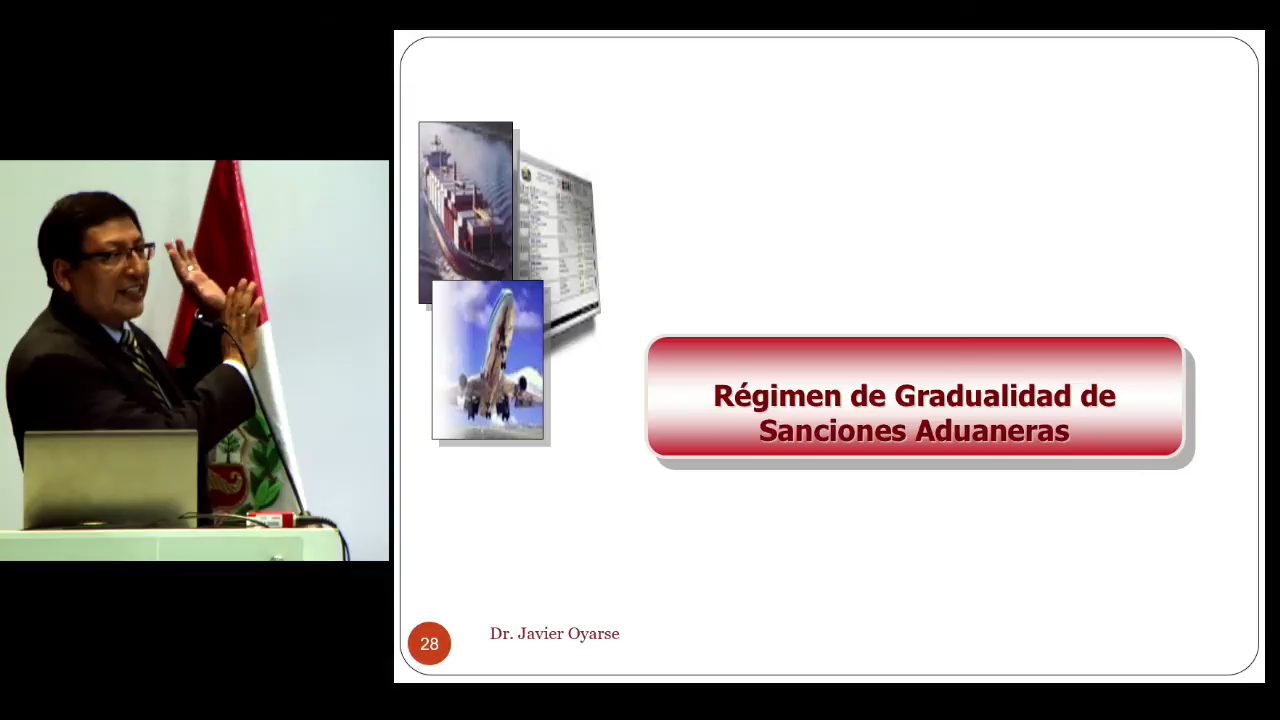 Régimen de Gradualidad de
Sanciones Aduaneras
28
Dr. Javier Oyarse